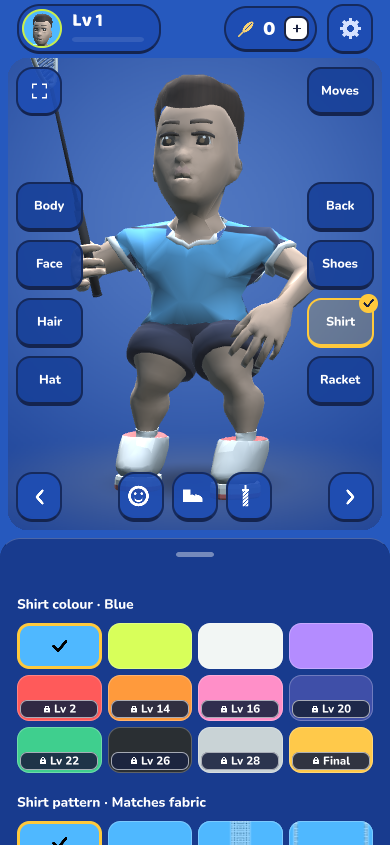 Lv 1
0
+
Moves
Body
Back
Face
Shoes
Hair
Shirt
Hat
Racket
Shirt colour · Blue
Lv 2
Lv 14
Lv 16
Lv 20
Lv 22
Lv 26
Lv 28
Final
Shirt pattern · Matches fabric